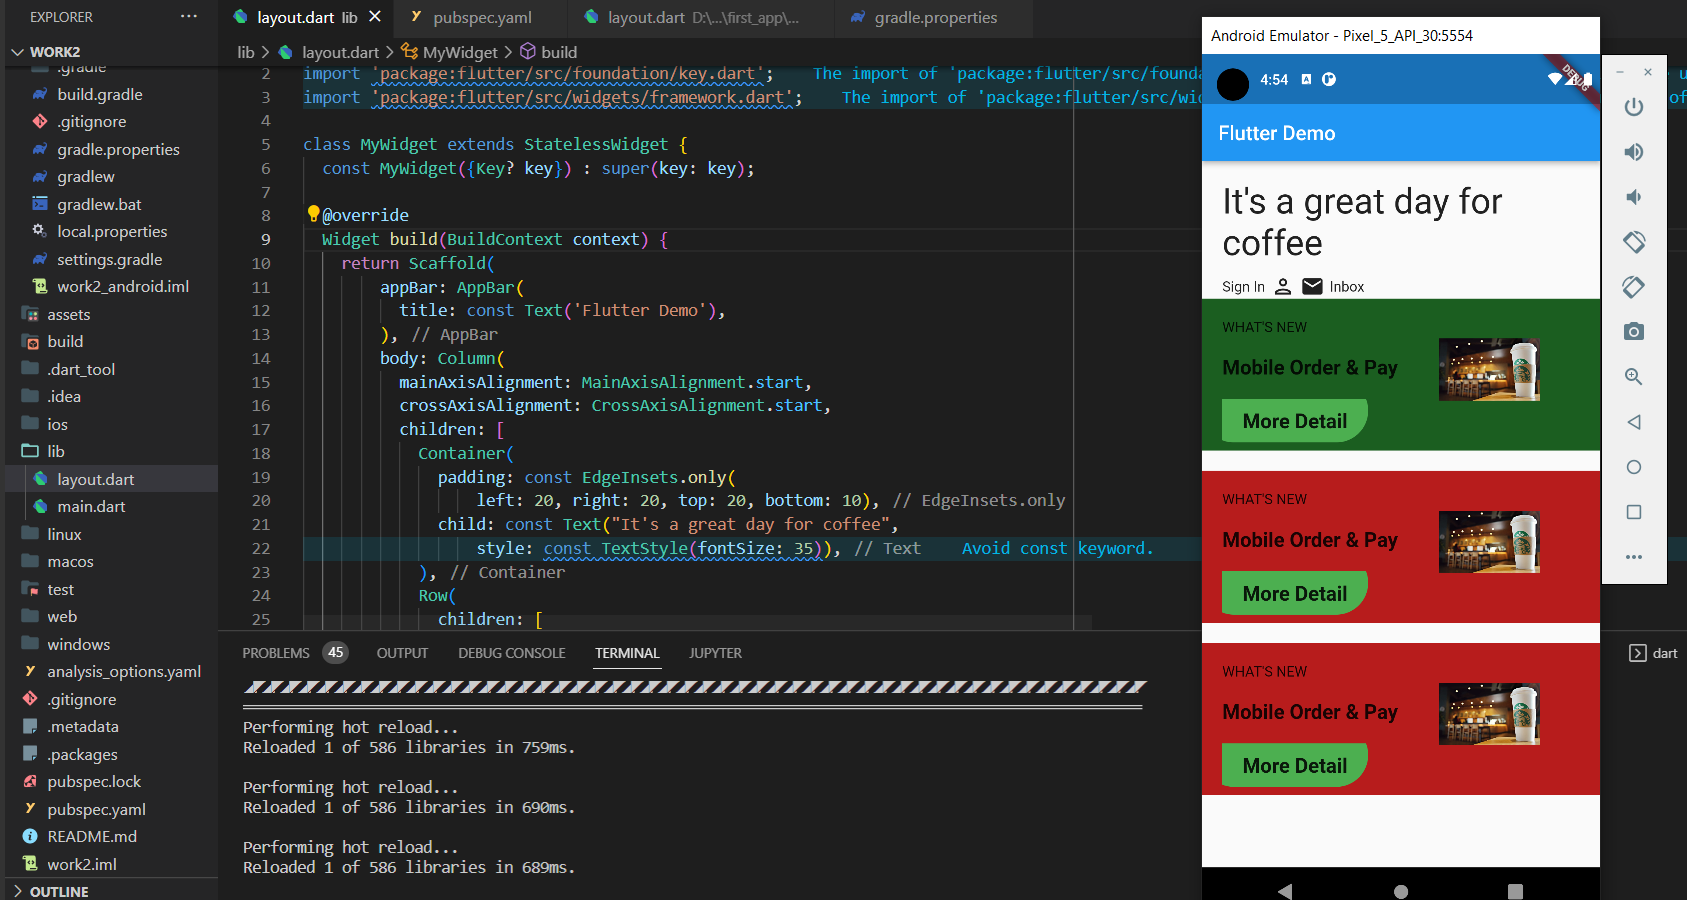 EXPLORER
WORK2
.gradle
build.gradle
.gitignore
gradle.properties
gradlew
gradlew.bat
local.properties
settings.gradle
work2_android.iml
assets
build
.dart_tool
.idea
ios
lib
layout.dart
main.dart
linux
macos
test
web
windows
analysis_options.yaml
.gitignore
.metadata
.packages
pubspec.lock
pubspec.yaml
README.md
work2.iml
OUTLINE
layout.dart lib
pubspec.yaml
layout.dart D:\...\first_app\...
gradle.properties
lib > layout.dart > MyWidget > build
2 import 'package:flutter/src/foundation/key.dart'; The import of 'package:flutter/src/founda
3 import 'package:flutter/src/widgets/framework.dart'; The import of 'package:flutter/src/wid
4
5 class MyWidget extends StatelessWidget {
6 const MyWidget({Key? key}) : super(key: key);
7
8 @override
9 Widget build(BuildContext context) {
10 return Scaffold(
11 appBar: AppBar(
12 title: const Text('Flutter Demo'),
13 ), // AppBar
14 body: Column(
15 mainAxisAlignment: MainAxisAlignment.start,
16 crossAxisAlignment: CrossAxisAlignment.start,
17 children: [
18 Container(
19 padding: const EdgeInsets.only(
20 left: 20, right: 20, top: 20, bottom: 10), // EdgeInsets.only
21 child: const Text("It's a great day for coffee",
22 style: const TextStyle(fontSize: 35)), // Text Avoid const keyword.
23 ), // Container
24 Row(
25 children: [
PROBLEMS 45 OUTPUT DEBUG CONSOLE TERMINAL JUPYTER
dart
Performing hot reload...
Reloaded 1 of 586 libraries in 759ms.
Performing hot reload...
Reloaded 1 of 586 libraries in 690ms.
Performing hot reload...
Reloaded 1 of 586 libraries in 689ms.
Android Emulator - Pixel_5_API_30:5554
4:54
DEBUG
Flutter Demo
It's a great day for
coffee
Sign In Inbox
WHAT'S NEW
Mobile Order & Pay
More Detail
WHAT'S NEW
Mobile Order & Pay
More Detail
WHAT'S NEW
Mobile Order & Pay
More Detail